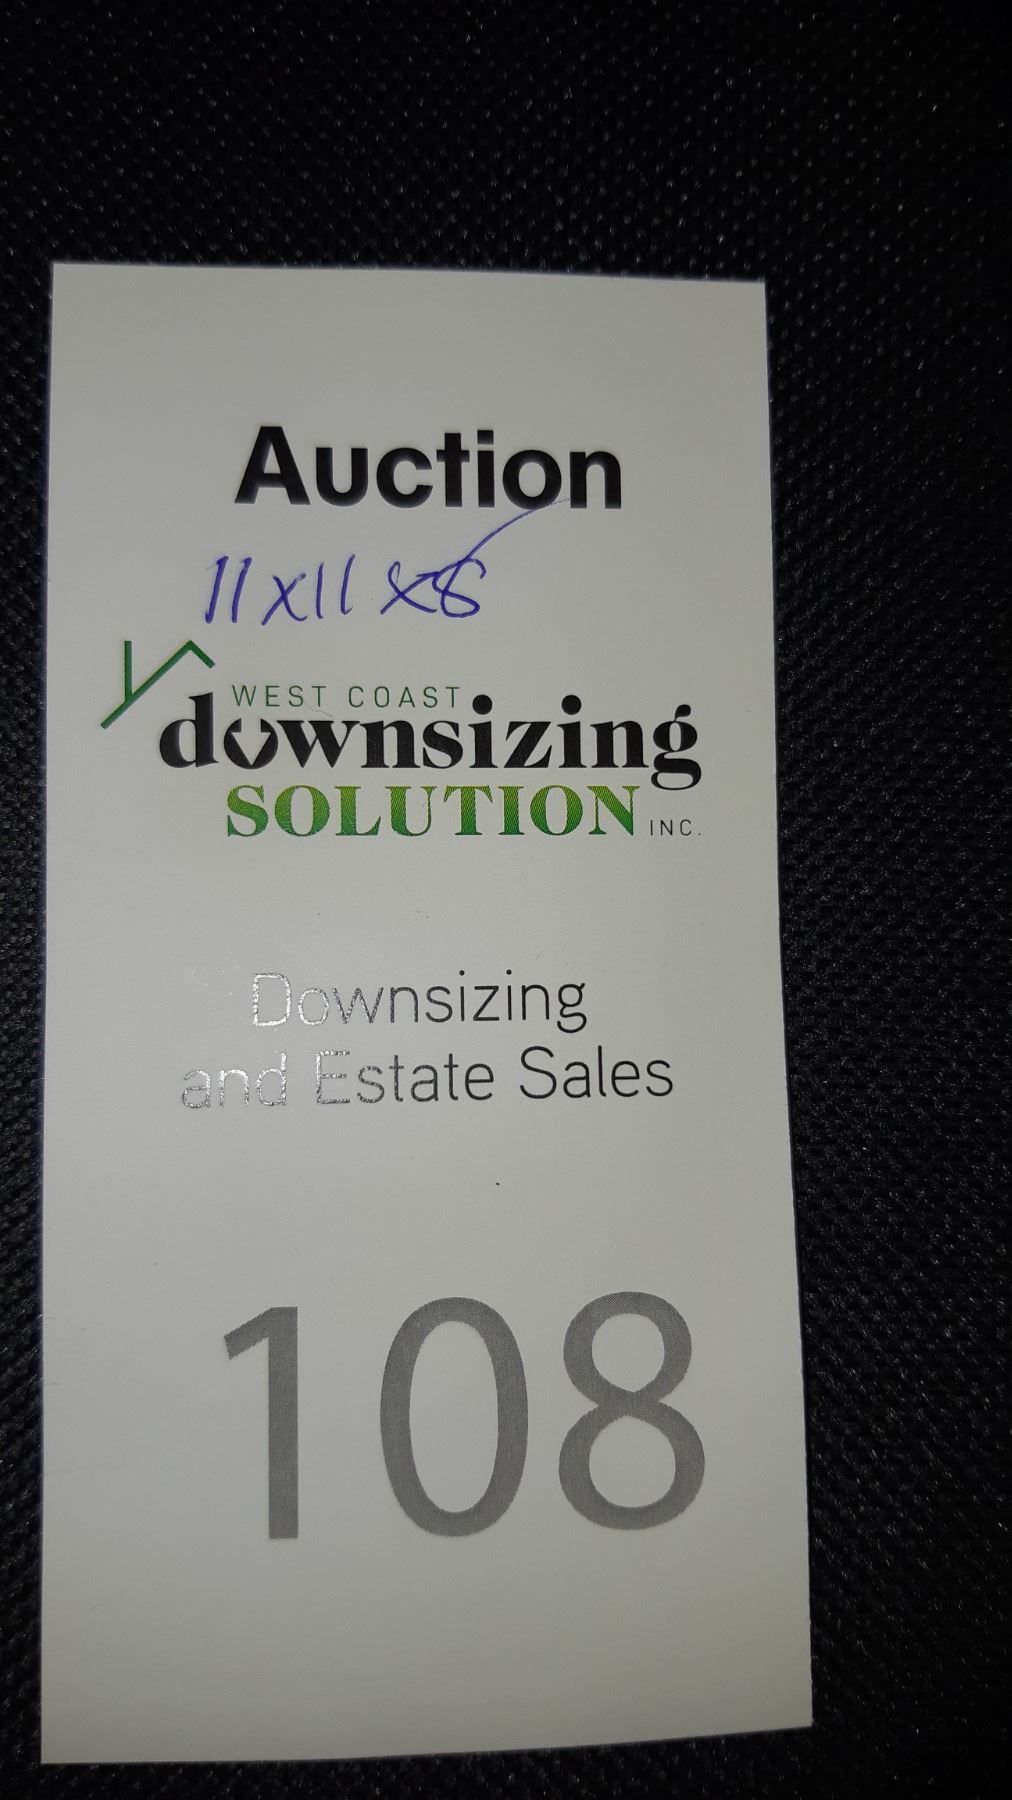 Auction
11x11x8
WEST COAST
downsizing
SOLUTION INC.
Downsizing
and Estate Sales
108